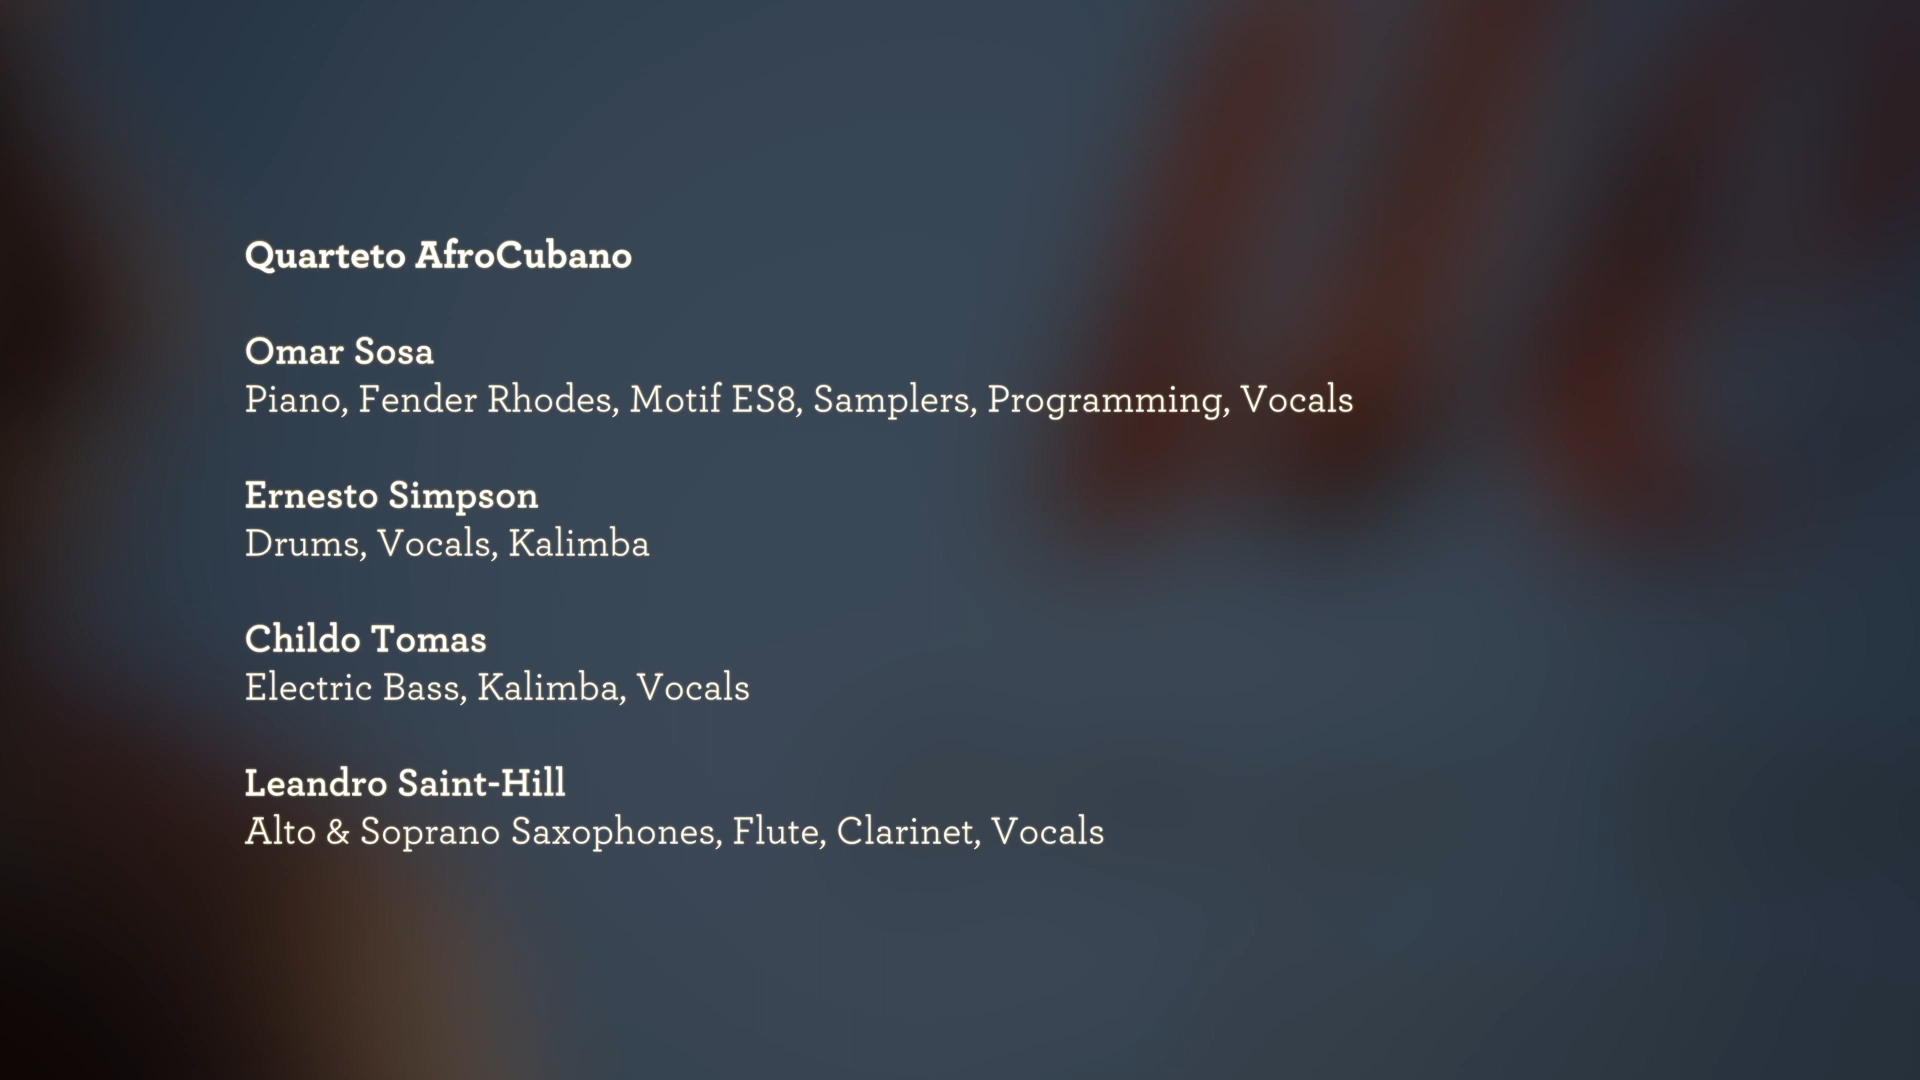 Quarteto AfroCubano
Omar Sosa
Piano, Fender Rhodes, Motif ES8, Samplers, Programming, Vocals
Ernesto Simpson
Drums, Vocals, Kalimba
Childo Tomas
Electric Bass, Kalimba, Vocals
Leandro Saint-Hill
Alto & Soprano Saxophones, Flute, Clarinet, Vocals